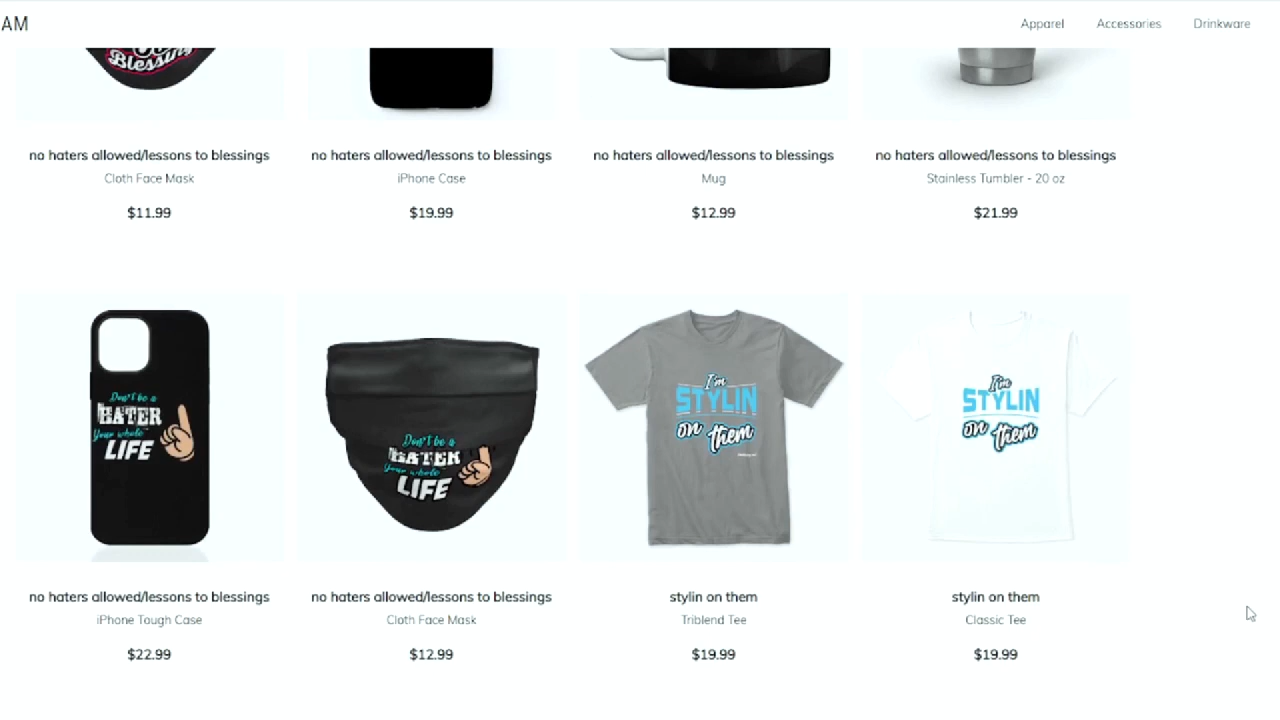 AM
Apparel
Accessories
Drinkware
Blessing
no haters allowed/lessons to blessings
Cloth Face Mask
$11.99
no haters allowed/lessons to blessings
iPhone Case
$19.99
no haters allowed/lessons to blessings
Mug
$12.99
no haters allowed/lessons to blessings
Stainless Tumbler - 20 oz
$21.99
Don't be a
HATER
Your whole
LIFE
no haters allowed/lessons to blessings
iPhone Tough Case
$22.99
Don't be a
HATER
Your whole
LIFE
no haters allowed/lessons to blessings
Cloth Face Mask
$12.99
I'm
STYLIN
on them
stylin on them
Triblend Tee
$19.99
I'm
STYLIN
on them
stylin on them
Classic Tee
$19.99